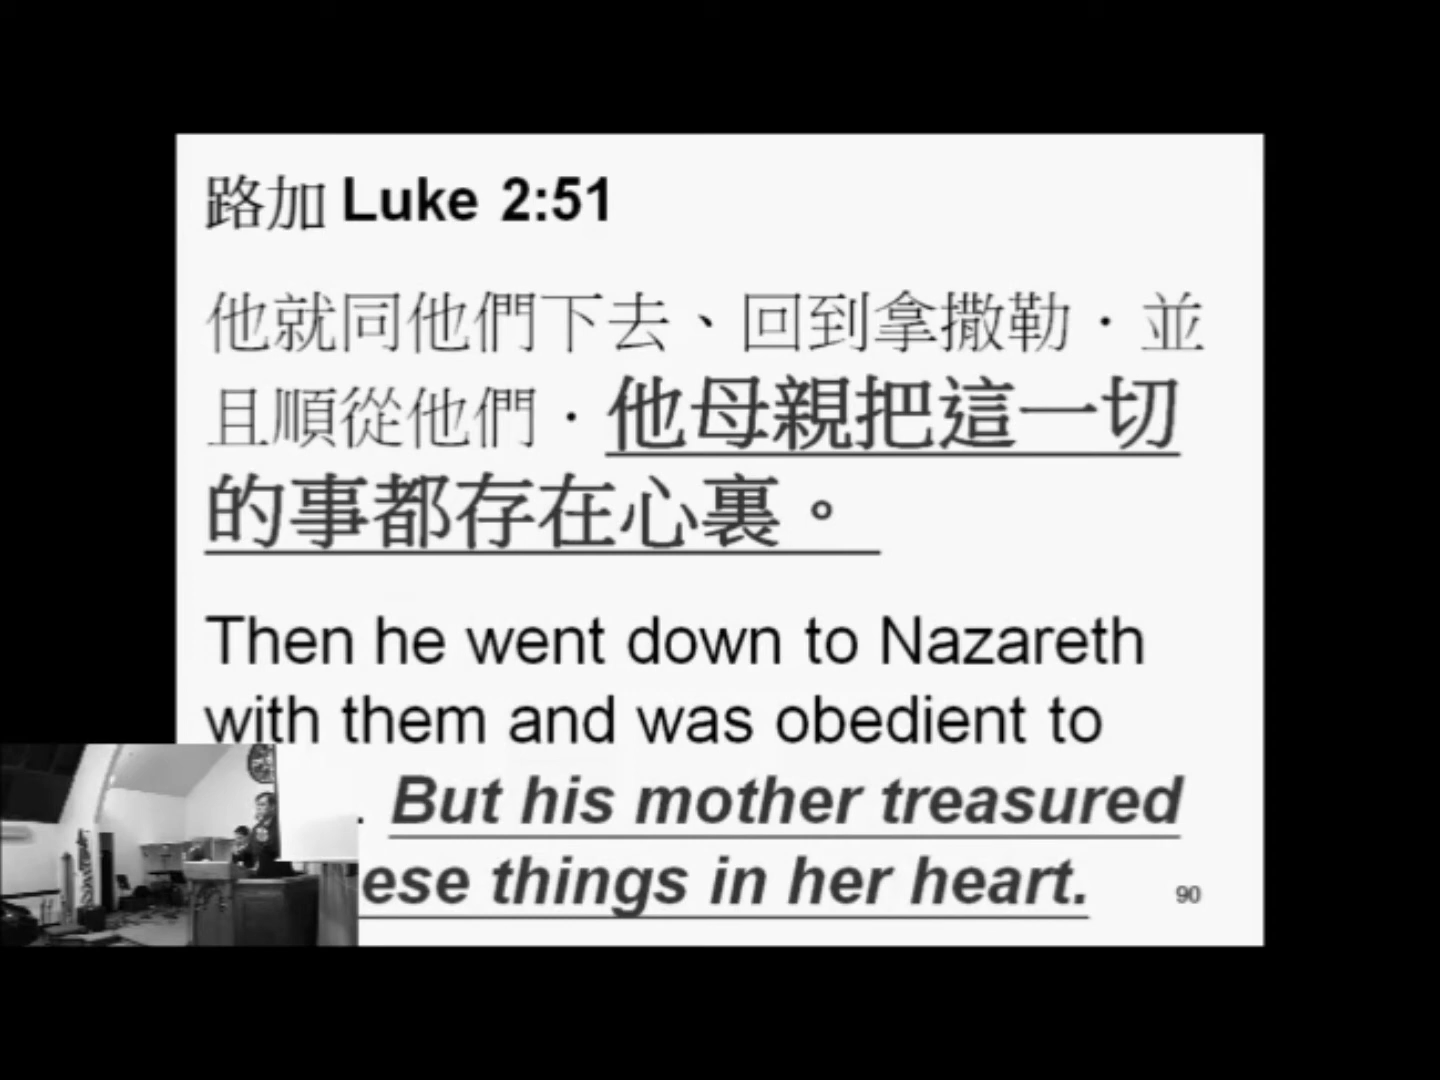 路加 Luke 2:51
他就同他們下去、回到拿撒勒．並
且順從他們．他母親把這一切
的事都存在心裏。
Then he went down to Nazareth
with them and was obedient to
. But his mother treasured
ese things in her heart.
90